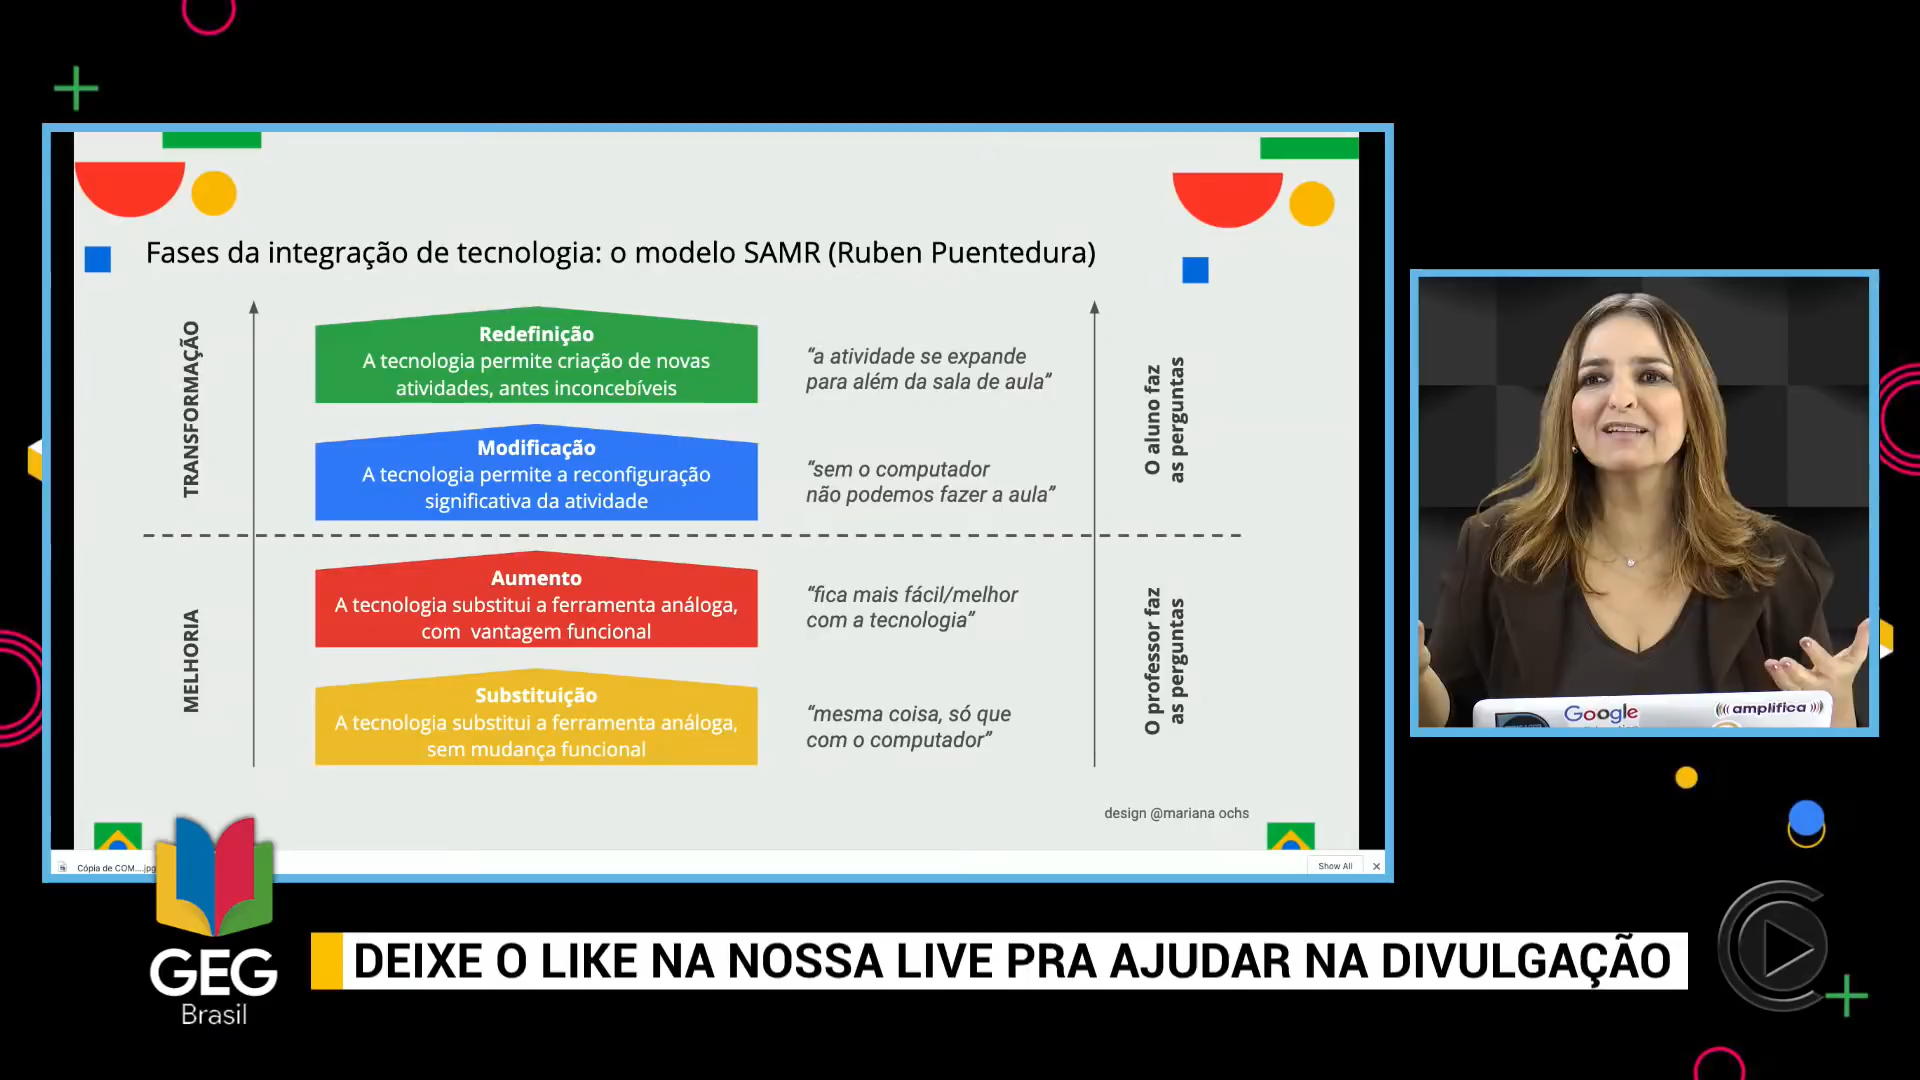 Fases da integração de tecnologia: o modelo SAMR (Ruben Puentedura)
TRANSFORMAÇÃO
Redefinição
A tecnologia permite criação de novas
atividades, antes inconcebíveis
“a atividade se expande
para além da sala de aula”
O aluno faz
as perguntas
Modificação
A tecnologia permite a reconfiguração
significativa da atividade
“sem o computador
não podemos fazer a aula”
MELHORIA
Aumento
A tecnologia substitui a ferramenta análoga,
com vantagem funcional
“fica mais fácil/melhor
com a tecnologia”
O professor faz
as perguntas
Substituição
A tecnologia substitui a ferramenta análoga,
sem mudança funcional
“mesma coisa, só que
com o computador”
design @mariana ochs
Cópia de COM....jpg
Show All
Google
amplifica
GEG
Brasil
DEIXE O LIKE NA NOSSA LIVE PRA AJUDAR NA DIVULGAÇÃO